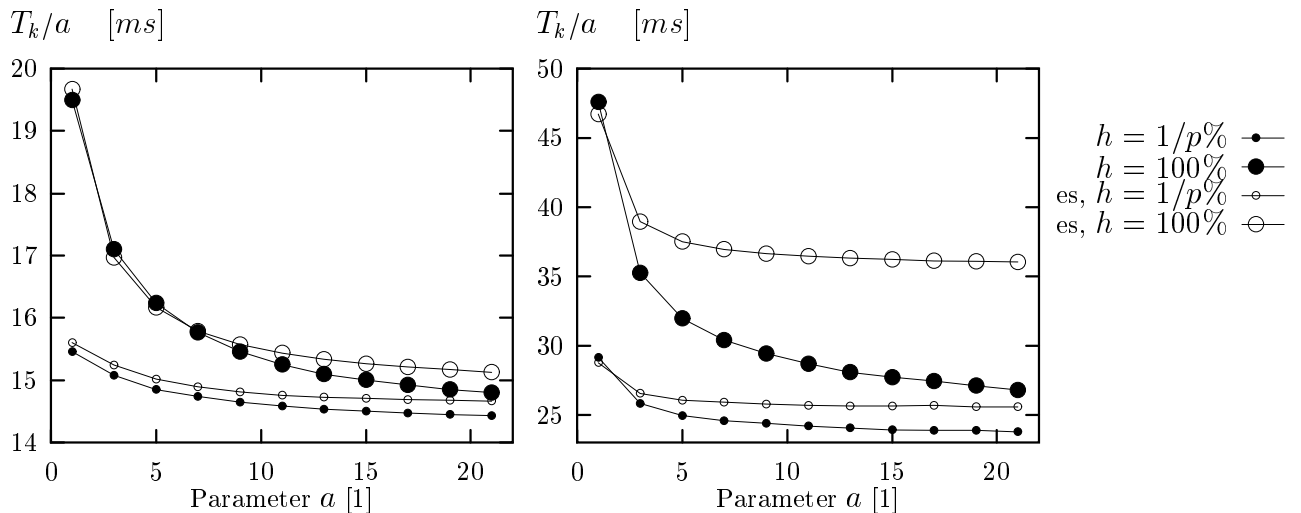 T_k/a [ms]
20
19
18
17
16
15
14
0 5 10 15 20
Parameter a [1]
T_k/a [ms]
50
45
40
35
30
25
0 5 10 15 20
Parameter a [1]
h = 1/p%
h = 100%
es, h = 1/p%
es, h = 100%